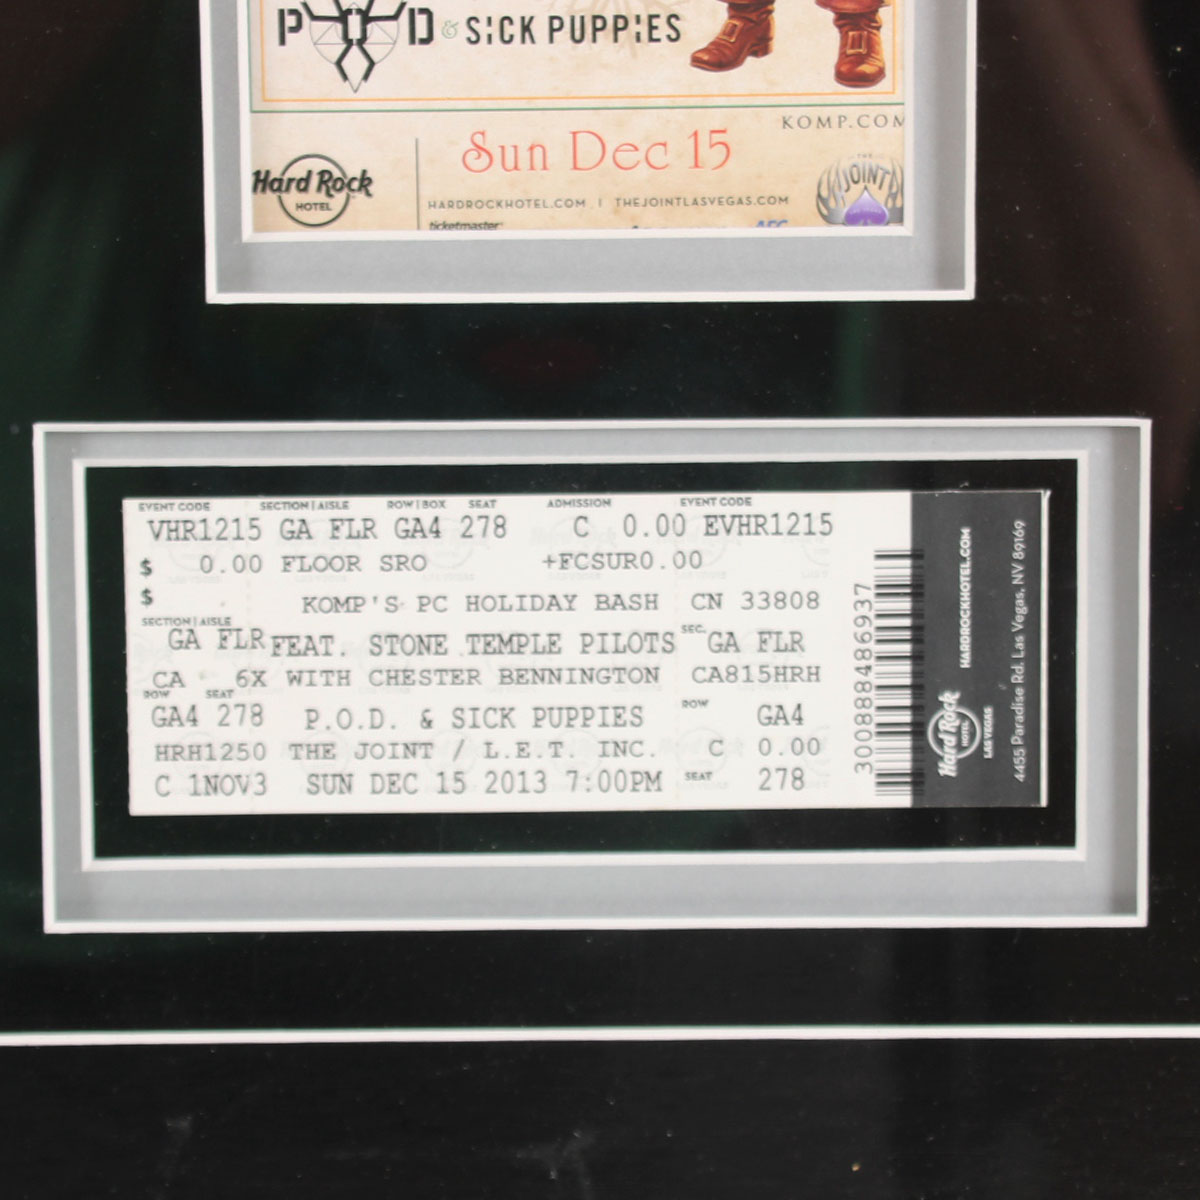 P O D & SICK PUPPIES
KOMP.COM
Sun Dec 15
Hard Rock
HOTEL
HARDROCKHOTEL.COM | THEJOINTLASVEGAS.COM
THE
JOINT
ticketmaster
AEG
EVENT CODE SECTION | AISLE ROW | BOX SEAT ADMISSION EVENT CODE
VHR1215 GA FLR GA4 278 C 0.00 EVHR1215
$ 0.00 FLOOR SRO +FCSUR0.00
$ KOMP'S PC HOLIDAY BASH CN 33808
SECTION | AISLE SEC.
GA FLR FEAT. STONE TEMPLE PILOTS GA FLR
CA 6X WITH CHESTER BENNINGTON CA815HRH
ROW SEAT ROW
GA4 278 P.O.D. & SICK PUPPIES GA4
HRH1250 THE JOINT / L.E.T. INC. C 0.00
C 1NOV3 SUN DEC 15 2013 7:00PM SEAT 278
300888486937
Hard Rock
HOTEL
LAS VEGAS
HARDROCKHOTEL.COM
4455 Paradise Rd. Las Vegas, NV 89169